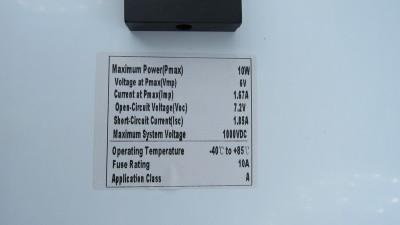 Maximum Power(Pmax) 10W
Voltage at Pmax(Vmp) 6V
Current at Pmax(Imp) 1.67A
Open-Circuit Voltage(Voc) 7.2V
Short-Circuit Current(Isc) 1.85A
Maximum System Voltage 1000VDC
Operating Temperature -40℃ to +85℃
Fuse Rating 10A
Application Class A